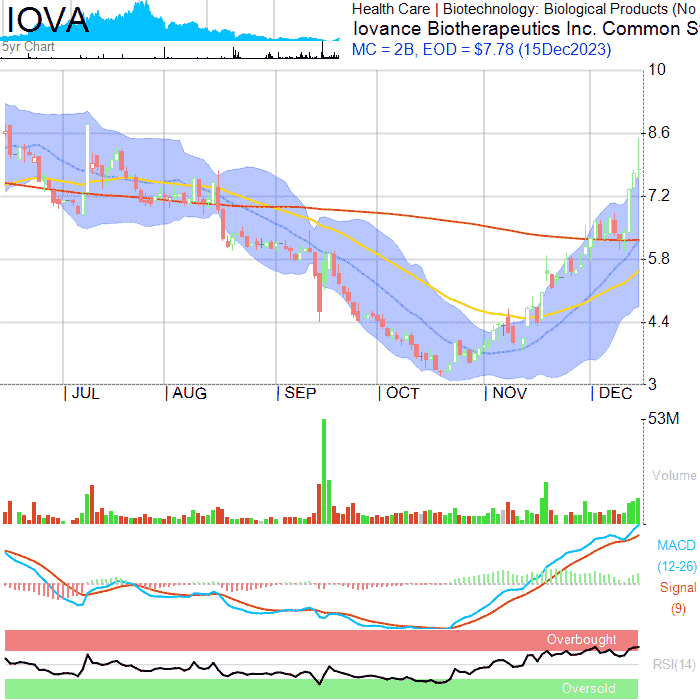 IOVA
5yr Chart
Health Care | Biotechnology: Biological Products (No
Iovance Biotherapeutics Inc. Common S
MC = 2B, EOD = $7.78 (15Dec2023)
10
8.6
7.2
5.8
4.4
3
JUL AUG SEP OCT NOV DEC
53M
Volume
MACD
(12-26)
Signal
(9)
Overbought
RSI(14)
Oversold